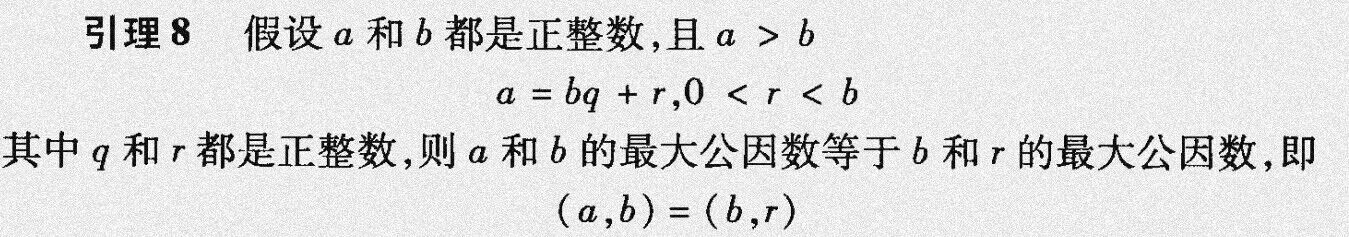 引理 8 假设 a 和 b 都是正整数,且 a > b
a = bq + r,0 < r < b
其中 q 和 r 都是正整数,则 a 和 b 的最大公因数等于 b 和 r 的最大公因数,即
(a,b) = (b,r)